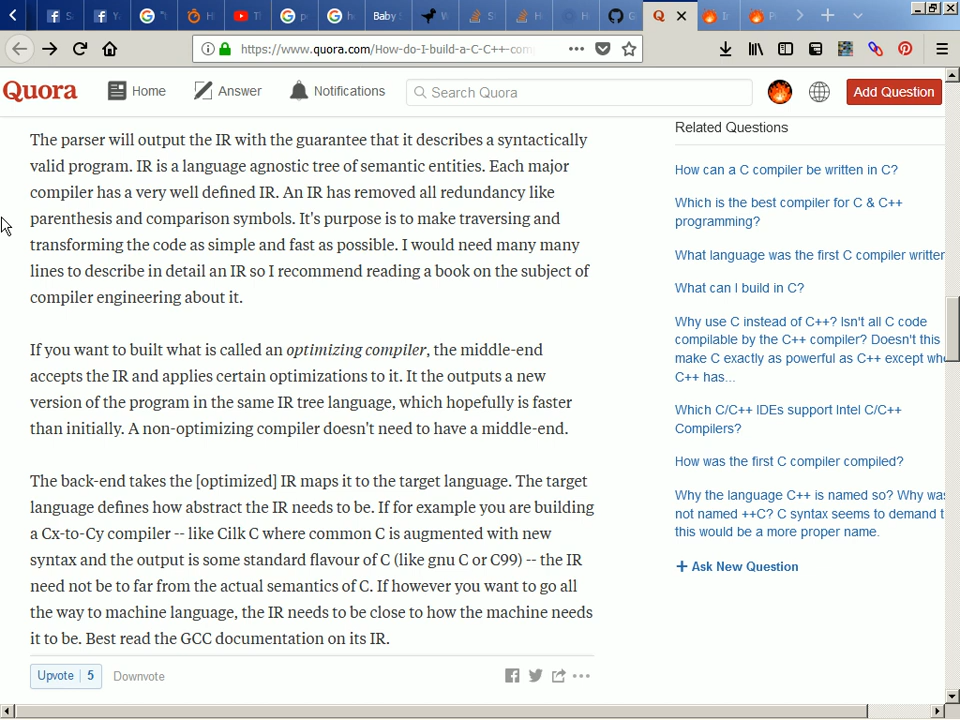 Baby
https://www.quora.com/How-do-I-build-a-C-C++-com
Quora
Home
Answer
Notifications
Search Quora
Add Question
The parser will output the IR with the guarantee that it describes a syntactically
valid program. IR is a language agnostic tree of semantic entities. Each major
compiler has a very well defined IR. An IR has removed all redundancy like
parenthesis and comparison symbols. It's purpose is to make traversing and
transforming the code as simple and fast as possible. I would need many many
lines to describe in detail an IR so I recommend reading a book on the subject of
compiler engineering about it.
If you want to built what is called an optimizing compiler, the middle-end
accepts the IR and applies certain optimizations to it. It the outputs a new
version of the program in the same IR tree language, which hopefully is faster
than initially. A non-optimizing compiler doesn't need to have a middle-end.
The back-end takes the [optimized] IR maps it to the target language. The target
language defines how abstract the IR needs to be. If for example you are building
a Cx-to-Cy compiler -- like Cilk C where common C is augmented with new
syntax and the output is some standard flavour of C (like gnu C or C99) -- the IR
need not be to far from the actual semantics of C. If however you want to go all
the way to machine language, the IR needs to be close to how the machine needs
it to be. Best read the GCC documentation on its IR.
Upvote 5
Downvote
Related Questions
How can a C compiler be written in C?
Which is the best compiler for C & C++
programming?
What language was the first C compiler written
What can I build in C?
Why use C instead of C++? Isn't all C code
compilable by the C++ compiler? Doesn't this
make C exactly as powerful as C++ except who
C++ has...
Which C/C++ IDEs support Intel C/C++
Compilers?
How was the first C compiler compiled?
Why the language C++ is named so? Why was
not named ++C? C syntax seems to demand t
this would be a more proper name.
Ask New Question